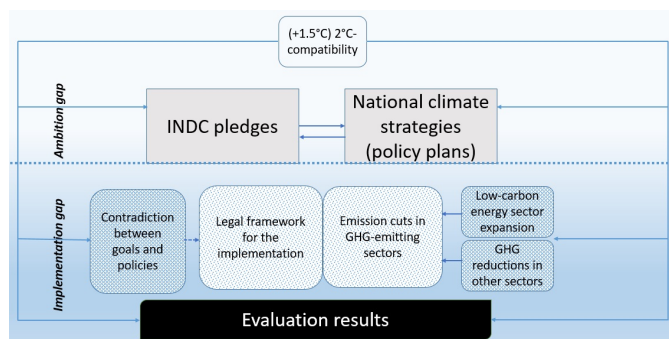 (+1.5°C) 2°C-
compatibility
Ambition gap
INDC pledges
National climate
strategies
(policy plans)
Implementation gap
Contradiction
between
goals and
policies
Legal framework
for the
implementation
Emission cuts in
GHG-emitting
sectors
Low-carbon
energy sector
expansion
GHG
reductions in
other sectors
Evaluation results